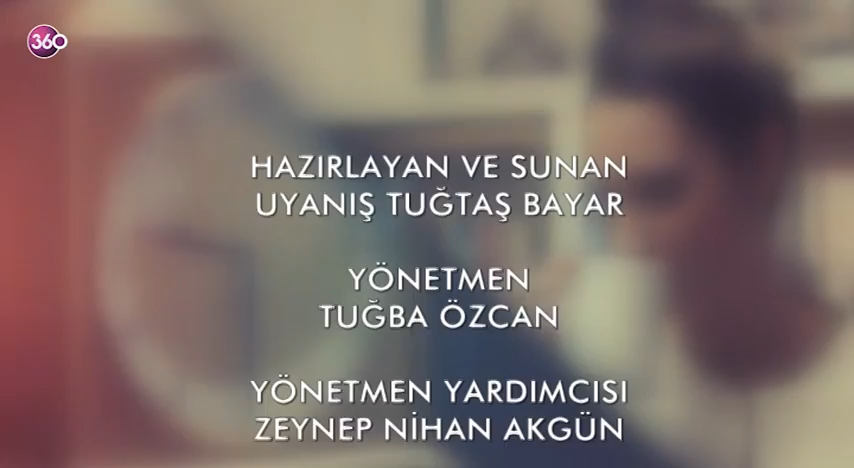 360
HAZIRLAYAN VE SUNAN
UYANIŞ TUĞTAŞ BAYAR
YÖNETMEN
TUĞBA ÖZCAN
YÖNETMEN YARDIMCISI
ZEYNEP NİHAN AKGÜN